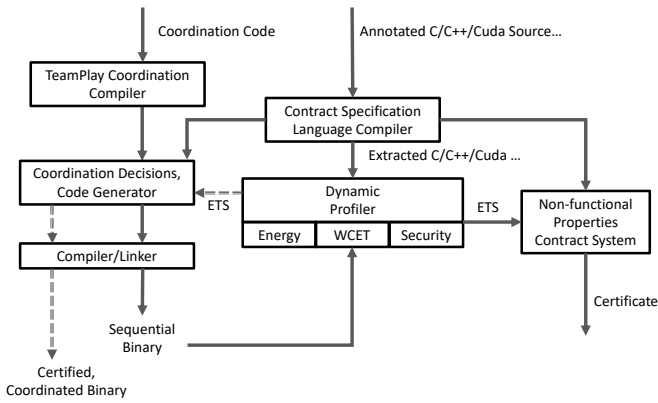 Coordination Code
Annotated C/C++/Cuda Source…
TeamPlay Coordination
Compiler
Contract Specification
Language Compiler
Extracted C/C++/Cuda …
Coordination Decisions,
Code Generator
ETS
Dynamic
Profiler
Energy
WCET
Security
ETS
Non-functional
Properties
Contract System
Compiler/Linker
Sequential
Binary
Certificate
Certified,
Coordinated Binary